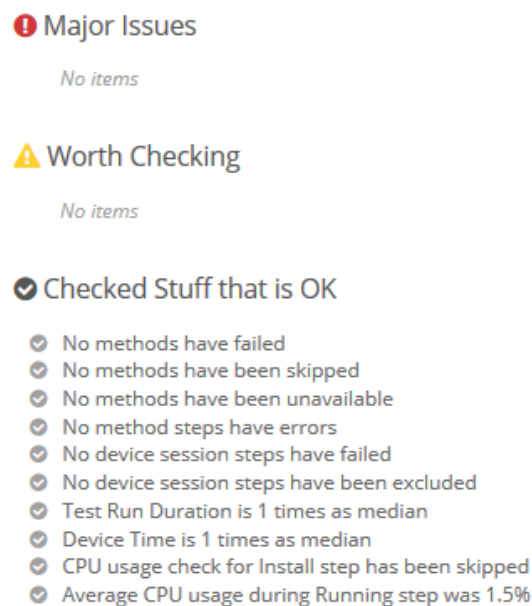 Major Issues
No items
Worth Checking
No items
Checked Stuff that is OK
No methods have failed
No methods have been skipped
No methods have been unavailable
No method steps have errors
No device session steps have failed
No device session steps have been excluded
Test Run Duration is 1 times as median
Device Time is 1 times as median
CPU usage check for Install step has been skipped
Average CPU usage during Running step was 1.5%